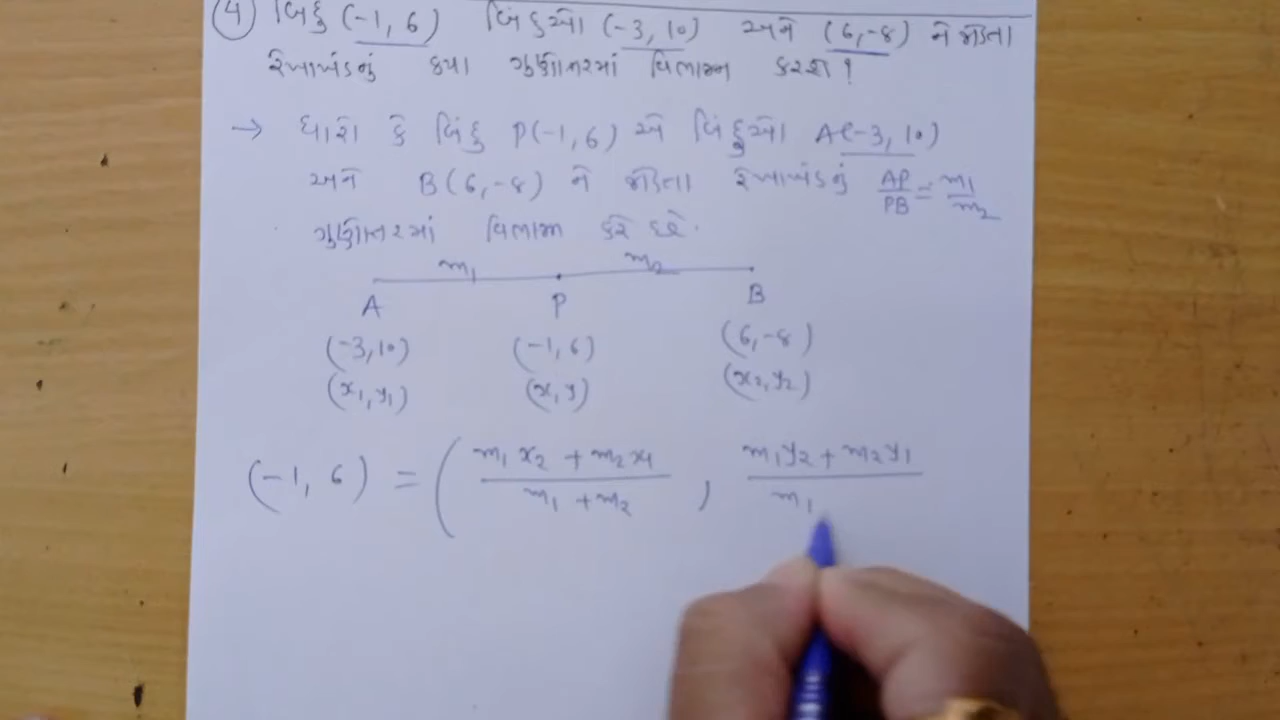 (4) બિંદુ (-1, 6) બિંદુઓ (-3, 10) અને (6, -8) ને જોડતા
રેખાખંડનું કયા ગુણોત્તરમાં વિભાજન કરશે ?
→ ધારો કે બિંદુ P(-1, 6) એ બિંદુઓ A(-3, 10)
અને B(6, -8) ને જોડતા રેખાખંડનું AP/PB = m₁/m₂
ગુણોત્તરમાં વિભાજન કરે છે.
m₁ m₂
A P B
(-3, 10) (-1, 6) (6, -8)
(x₁, y₁) (x, y) (x₂, y₂)
(-1, 6) = ( m₁x₂ + m₂x₁ / m₁ + m₂ , m₁y₂ + m₂y₁ / m₁